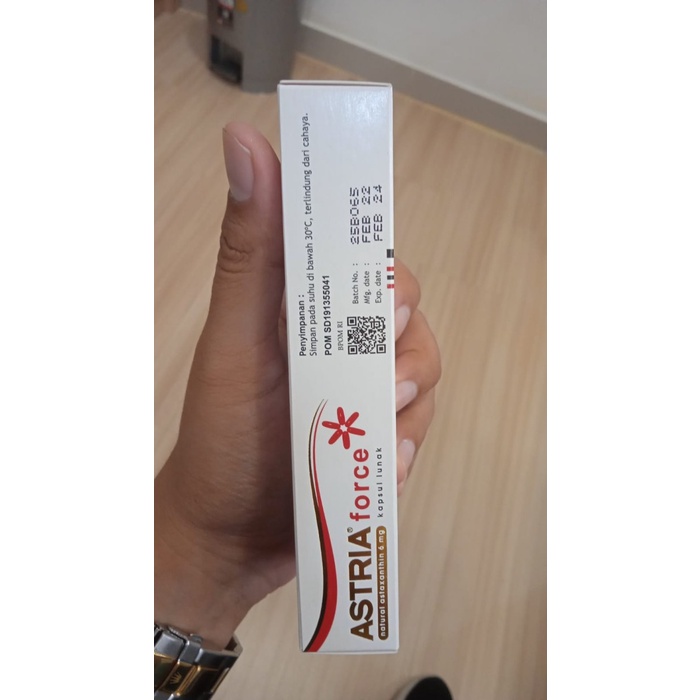 ASTRIA® force
natural astaxanthin 6 mg
kapsul lunak
Penyimpanan :
Simpan pada suhu di bawah 30°C, terlindung dari cahaya.
POM SD191355041
BPOM RI
Batch No. : 25B065
Mfg. date : FEB 22
Exp. date : FEB 24